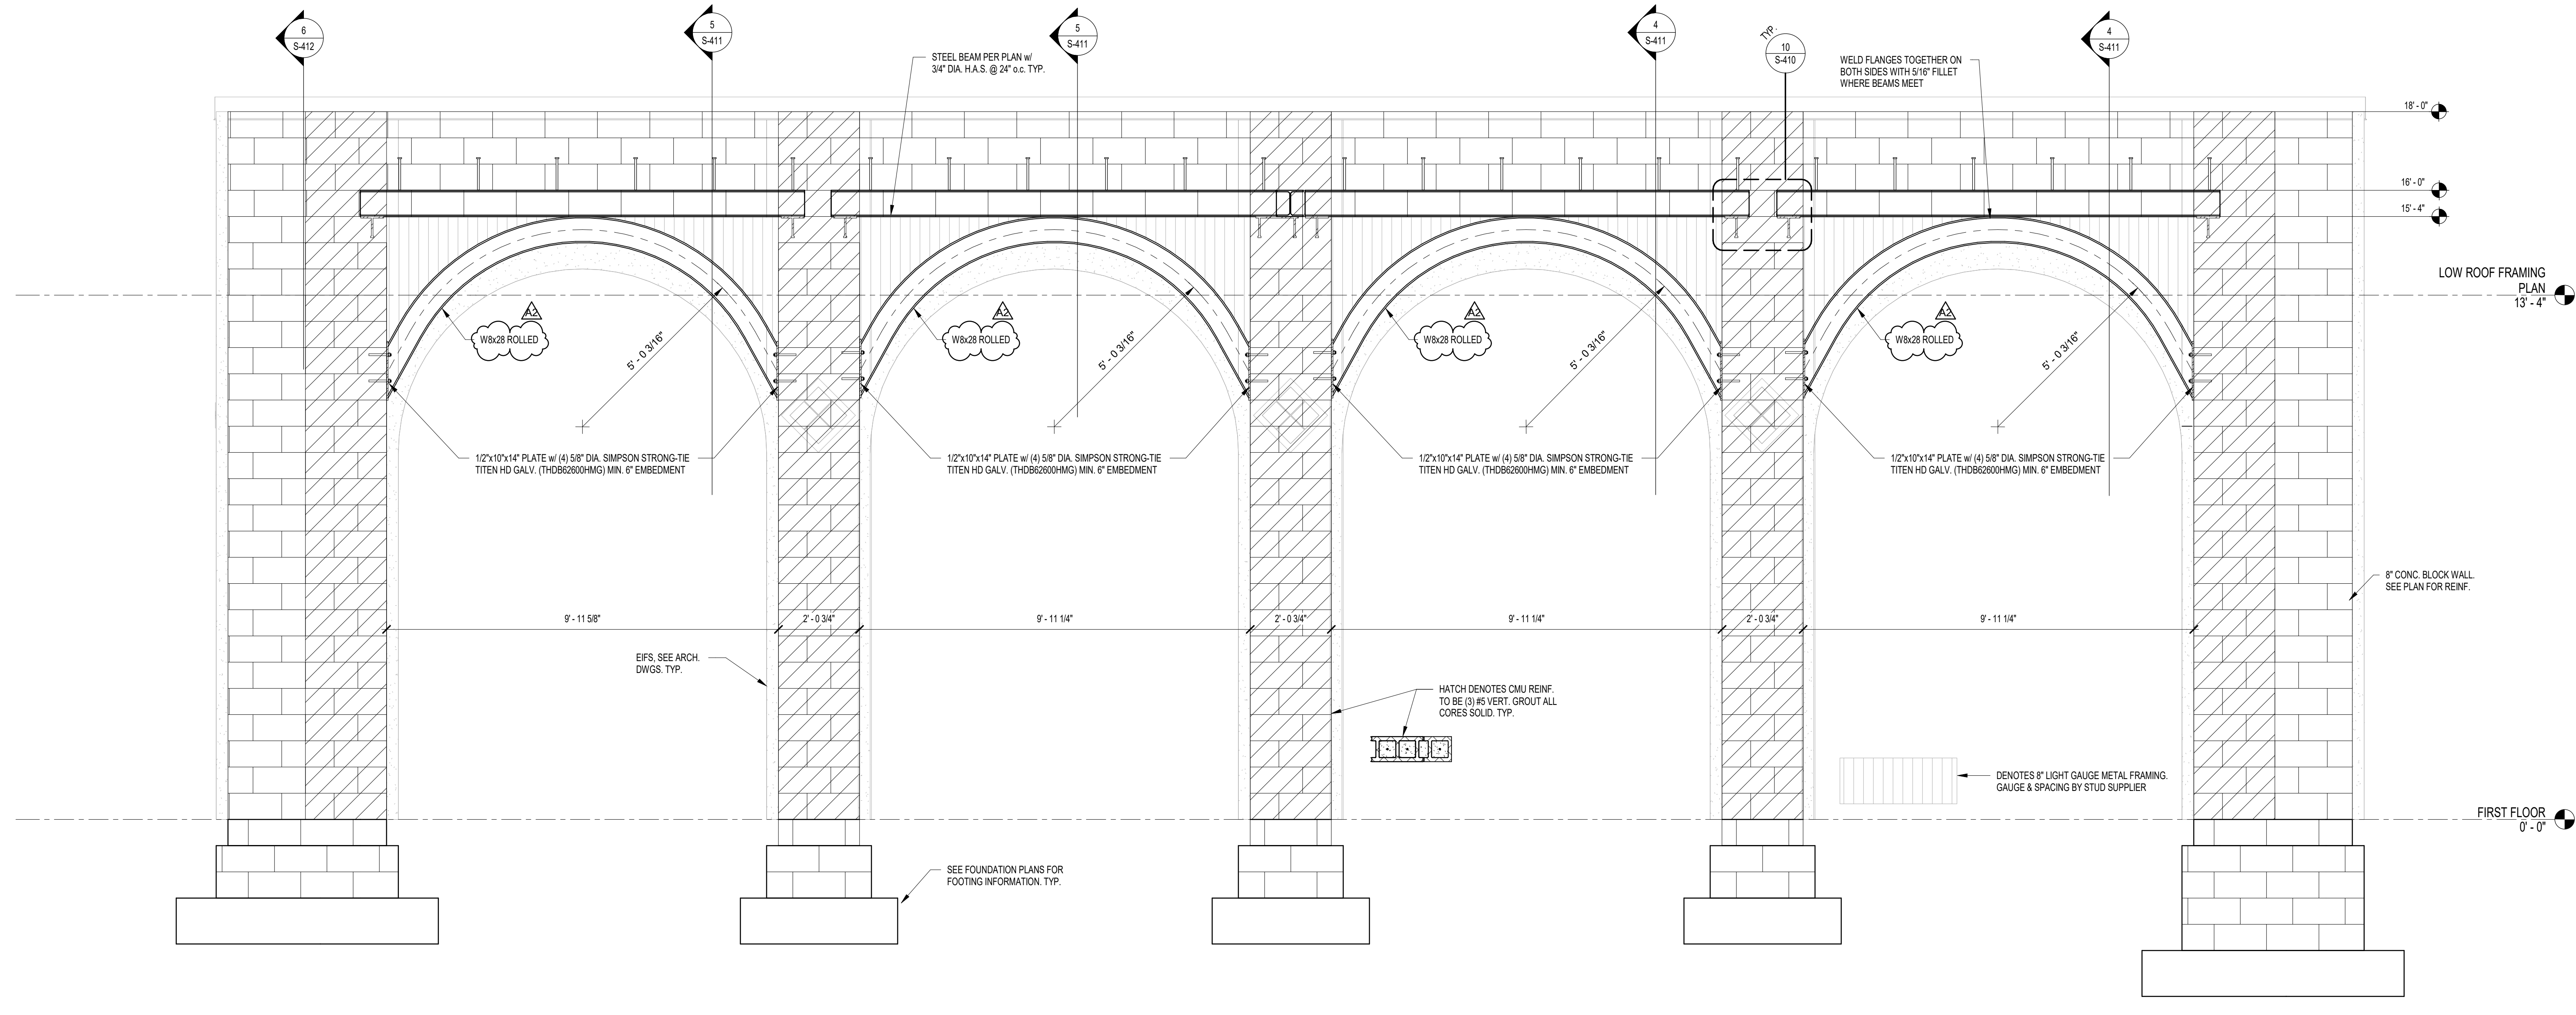 6
S-412
5
S-411
5
S-411
4
S-411
TYP.
10
S-410
4
S-411
STEEL BEAM PER PLAN w/
3/4" DIA. H.A.S. @ 24" o.c. TYP.
WELD FLANGES TOGETHER ON
BOTH SIDES WITH 5/16" FILLET
WHERE BEAMS MEET
18' - 0"
16' - 0"
15' - 4"
LOW ROOF FRAMING
PLAN
13' - 4"
A2
W8x28 ROLLED
5' - 0 3/16"
A2
W8x28 ROLLED
5' - 0 3/16"
A2
W8x28 ROLLED
5' - 0 3/16"
A2
W8x28 ROLLED
5' - 0 3/16"
1/2"x10"x14" PLATE w/ (4) 5/8" DIA. SIMPSON STRONG-TIE
TITEN HD GALV. (THDB62600HMG) MIN. 6" EMBEDMENT
1/2"x10"x14" PLATE w/ (4) 5/8" DIA. SIMPSON STRONG-TIE
TITEN HD GALV. (THDB62600HMG) MIN. 6" EMBEDMENT
1/2"x10"x14" PLATE w/ (4) 5/8" DIA. SIMPSON STRONG-TIE
TITEN HD GALV. (THDB62600HMG) MIN. 6" EMBEDMENT
1/2"x10"x14" PLATE w/ (4) 5/8" DIA. SIMPSON STRONG-TIE
TITEN HD GALV. (THDB62600HMG) MIN. 6" EMBEDMENT
8" CONC. BLOCK WALL.
SEE PLAN FOR REINF.
9' - 11 5/8"
2' - 0 3/4"
9' - 11 1/4"
2' - 0 3/4"
9' - 11 1/4"
2' - 0 3/4"
9' - 11 1/4"
EIFS, SEE ARCH.
DWGS. TYP.
HATCH DENOTES CMU REINF.
TO BE (3) #5 VERT. GROUT ALL
CORES SOLID. TYP.
DENOTES 8" LIGHT GAUGE METAL FRAMING.
GAUGE & SPACING BY STUD SUPPLIER
FIRST FLOOR
0' - 0"
SEE FOUNDATION PLANS FOR
FOOTING INFORMATION. TYP.